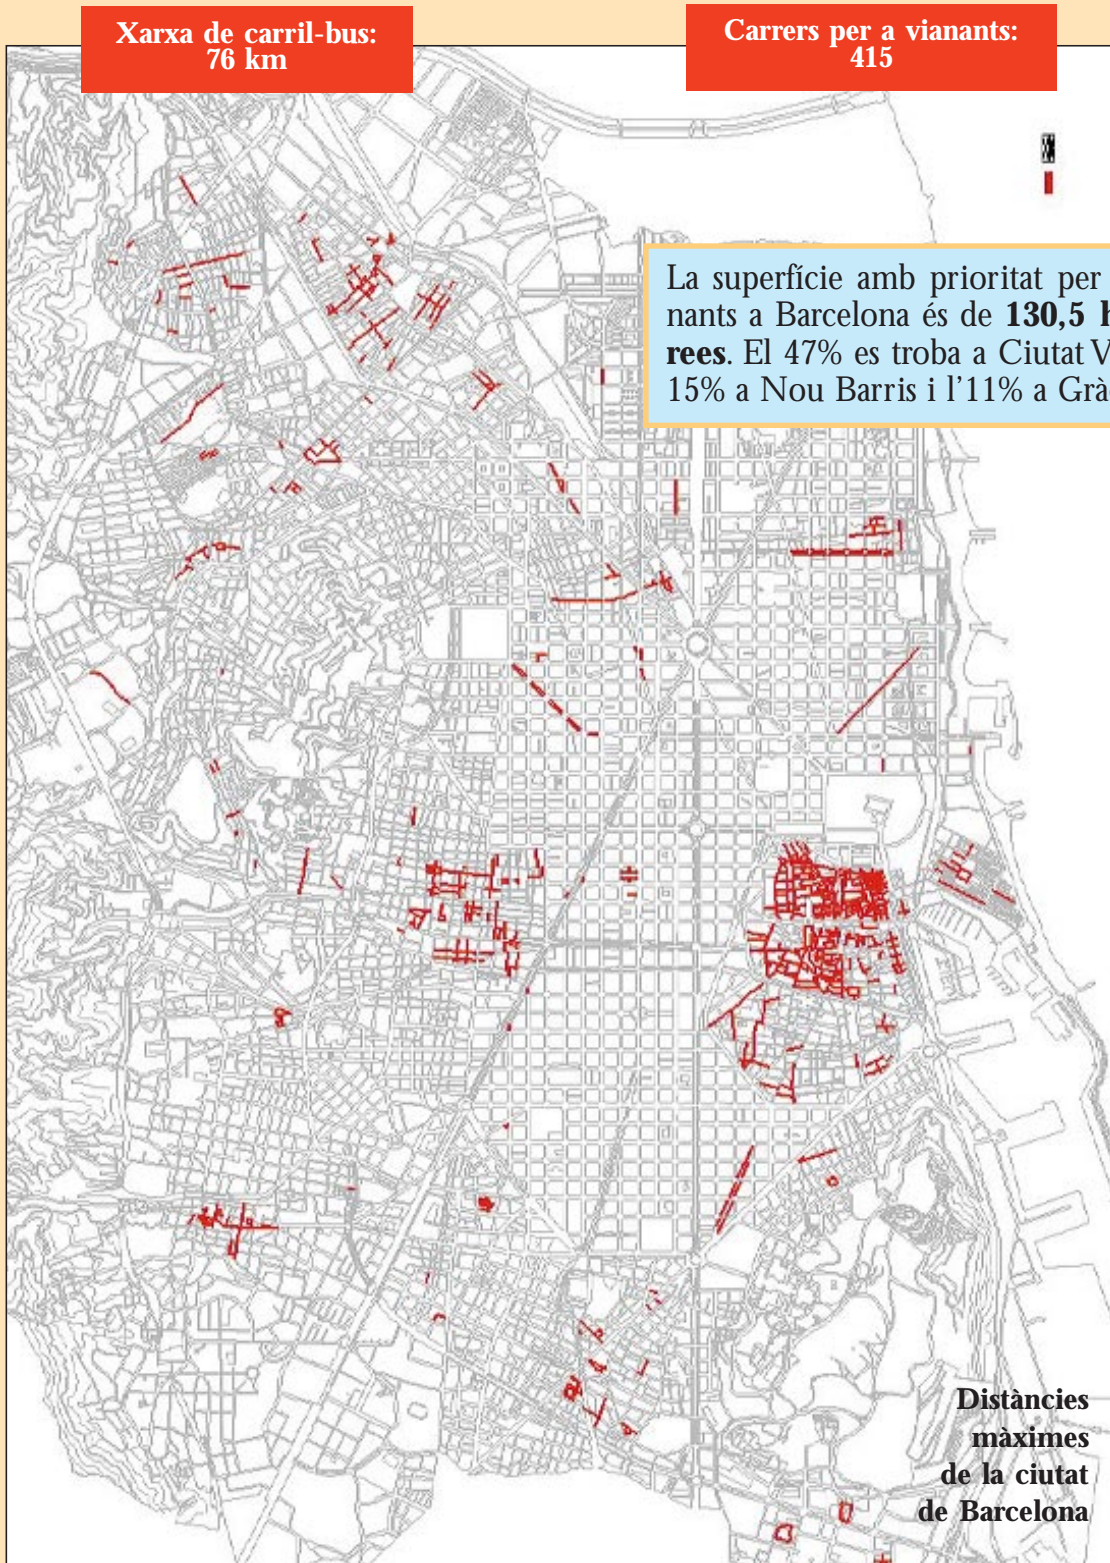 Xarxa de carril-bus:
76 km
Carrers per a vianants:
415
La superfície amb prioritat per
nants a Barcelona és de 130,5 h
rees. El 47% es troba a Ciutat V
15% a Nou Barris i l’11% a Grà
Distàncies
màximes
de la ciutat
de Barcelona